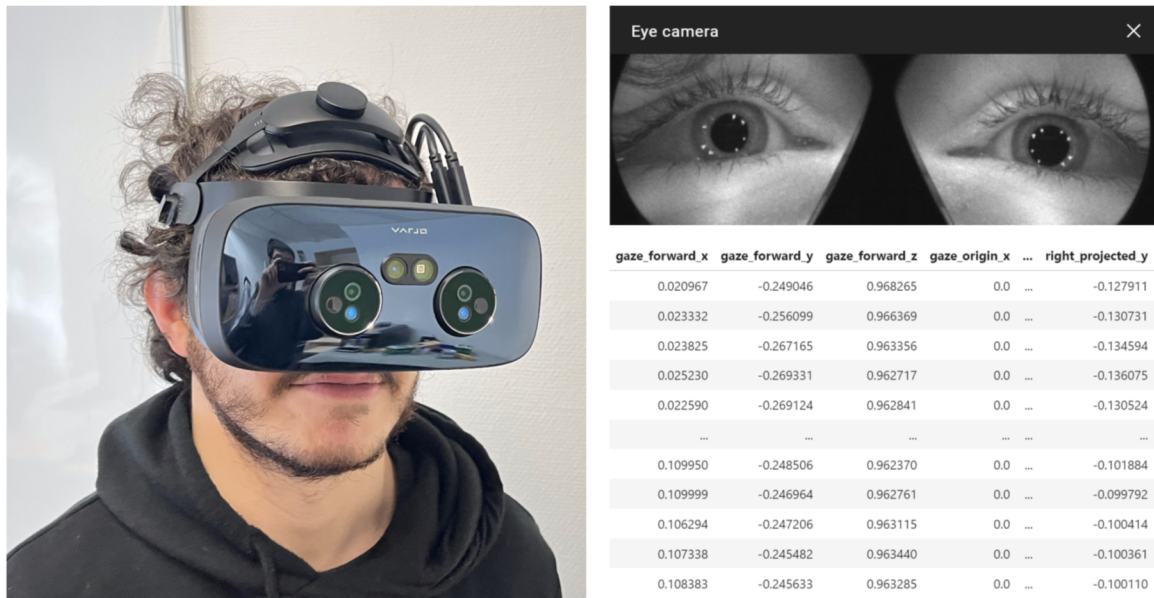 VARJO
Eye camera
gaze_forward_x gaze_forward_y gaze_forward_z gaze_origin_x ... right_projected_y
0.020967 -0.249046 0.968265 0.0 ... -0.127911
0.023332 -0.256099 0.966369 0.0 ... -0.130731
0.023825 -0.267165 0.963356 0.0 ... -0.134594
0.025230 -0.269331 0.962717 0.0 ... -0.136075
0.022590 -0.269124 0.962841 0.0 ... -0.130524
... ... ... ... ... ...
0.109950 -0.248506 0.962370 0.0 ... -0.101884
0.109999 -0.246964 0.962761 0.0 ... -0.099792
0.106294 -0.247206 0.963115 0.0 ... -0.100414
0.107338 -0.245482 0.963440 0.0 ... -0.100361
0.108383 -0.245633 0.963285 0.0 ... -0.100110